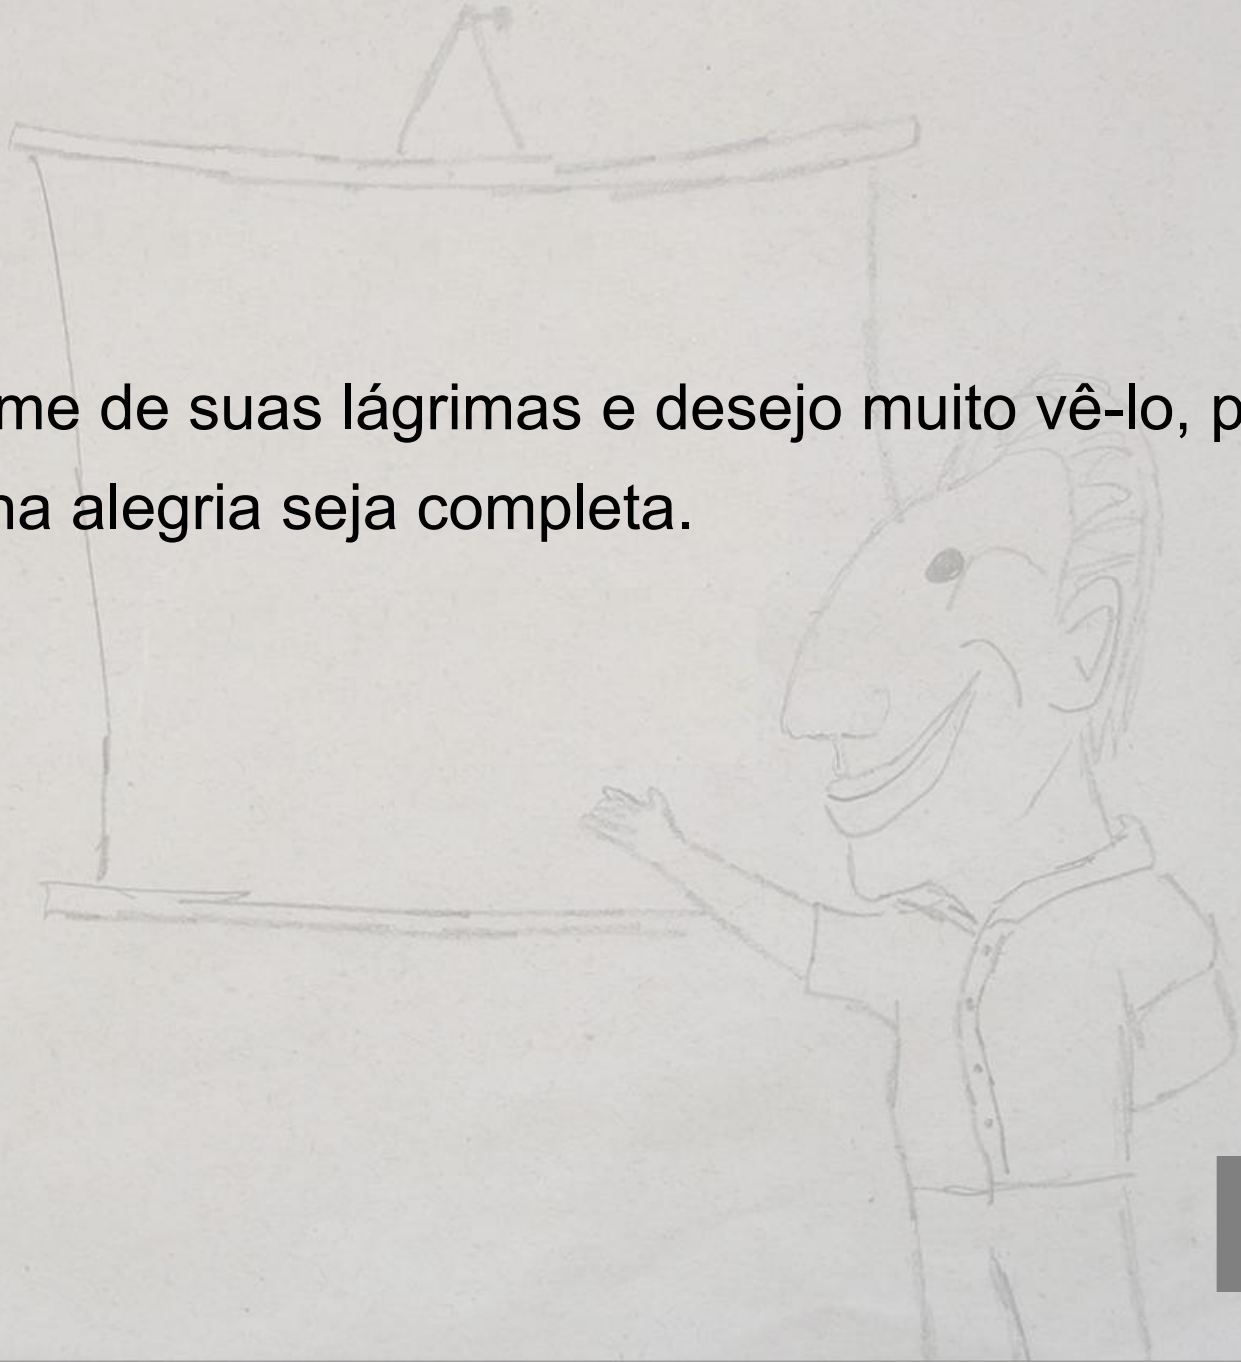 me de suas lágrimas e desejo muito vê-lo, p
na alegria seja completa.